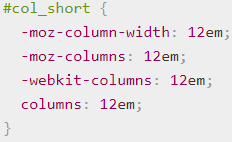 #col_short {
  -moz-column-width: 12em;
  -moz-columns: 12em;
  -webkit-columns: 12em;
  columns: 12em;
}